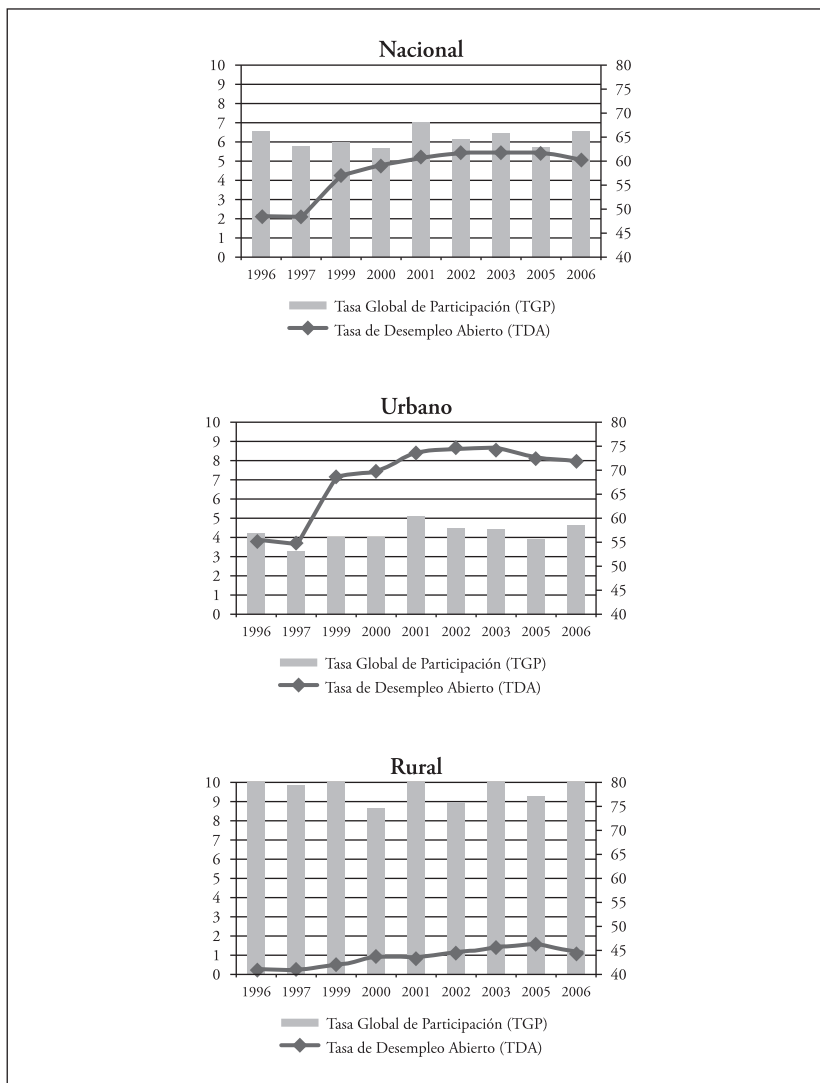 Nacional
10 80
9 75
8 70
7 65
6 60
5 55
4 50
3 45
2 40
1
0
1996 1997 1999 2000 2001 2002 2003 2005 2006
Tasa Global de Participación (TGP)
Tasa de Desempleo Abierto (TDA)
Urbano
10 80
9 75
8 70
7 65
6 60
5 55
4 50
3 45
2 40
1
0
1996 1997 1999 2000 2001 2002 2003 2005 2006
Tasa Global de Participación (TGP)
Tasa de Desempleo Abierto (TDA)
Rural
10 80
9 75
8 70
7 65
6 60
5 55
4 50
3 45
2 40
1
0
1996 1997 1999 2000 2001 2002 2003 2005 2006
Tasa Global de Participación (TGP)
Tasa de Desempleo Abierto (TDA)